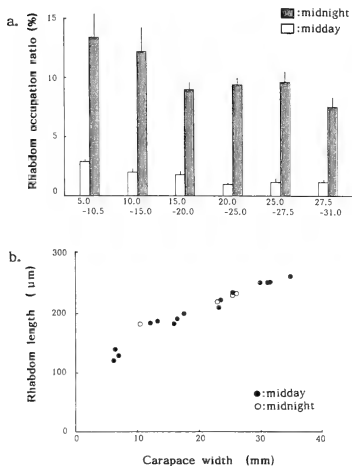 a.
Rhabdom occupation ratio (%)
:midnight
:midday
15
10
5
0
5.0 10.0 15.0 20.0 25.0 27.5
-10.5 -15.0 -20.0 -25.0 -27.5 -31.0
b.
Rhabdom length (µm)
300
200
100
0
:midday
:midnight
0 10 20 30 40
Carapace width (mm)